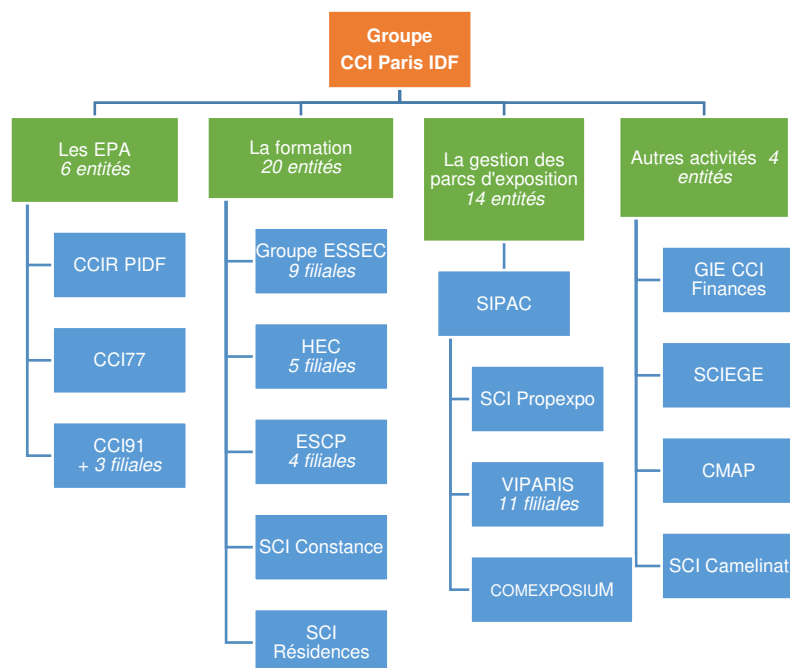 Groupe
CCI Paris IDF
Les EPA
6 entités
La formation
20 entités
La gestion des
parcs d'exposition
14 entités
Autres activités 4
entités
CCIR PIDF
CCI77
CCI91
+ 3 filiales
Groupe ESSEC
9 filiales
HEC
5 filiales
ESCP
4 filiales
SCI Constance
SCI
Résidences
SIPAC
SCI Propexpo
VIPARIS
11 fliliales
COMEXPOSIUM
GIE CCI
Finances
SCIEGE
CMAP
SCI Camelinat